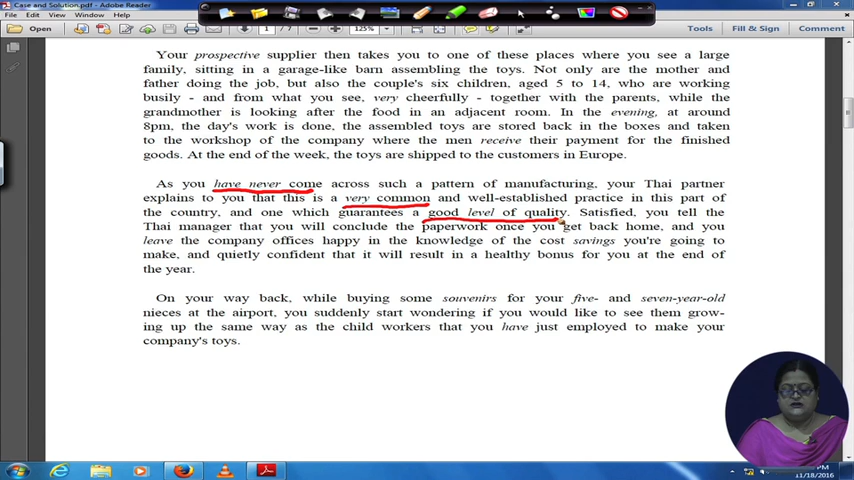 Case and Solution.pdf - Adobe Reader
File Edit View Window Help
Open
1 / 7
125%
Tools
Fill & Sign
Comment
Your prospective supplier then takes you to one of these places where you see a large
family, sitting in a garage-like barn assembling the toys. Not only are the mother and
father doing the job, but also the couple's six children, aged 5 to 14, who are working
busily - and from what you see, very cheerfully - together with the parents, while the
grandmother is looking after the food in an adjacent room. In the evening, at around
8pm, the day's work is done, the assembled toys are stored back in the boxes and taken
to the workshop of the company where the men receive their payment for the finished
goods. At the end of the week, the toys are shipped to the customers in Europe.
As you have never come across such a pattern of manufacturing, your Thai partner
explains to you that this is a very common and well-established practice in this part of
the country, and one which guarantees a good level of quality. Satisfied, you tell the
Thai manager that you will conclude the paperwork once you get back home, and you
leave the company offices happy in the knowledge of the cost savings you're going to
make, and quietly confident that it will result in a healthy bonus for you at the end of
the year.
On your way back, while buying some souvenirs for your five- and seven-year-old
nieces at the airport, you suddenly start wondering if you would like to see them grow-
ing up the same way as the child workers that you have just employed to make your
company's toys.
11/18/2016